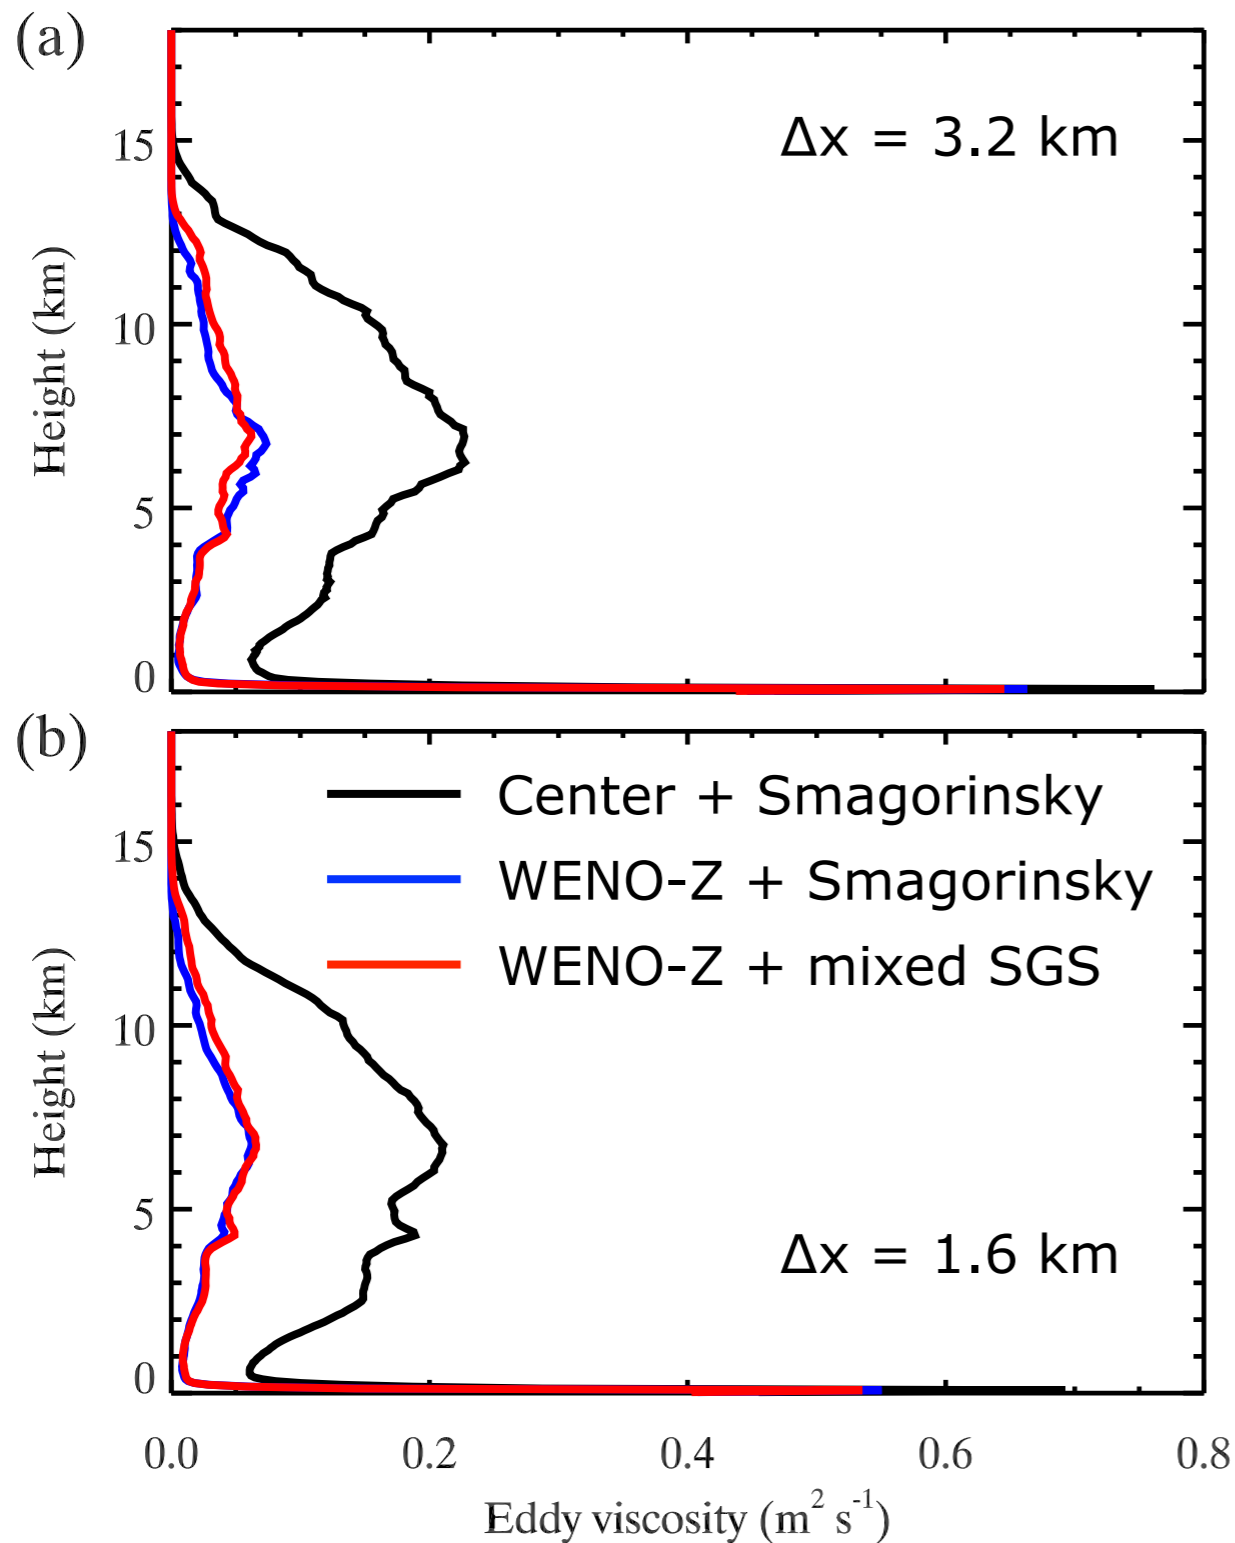 (a)
Δx = 3.2 km
15
10
5
0
Height (km)
(b)
Center + Smagorinsky
WENO-Z + Smagorinsky
WENO-Z + mixed SGS
Δx = 1.6 km
15
10
5
0
Height (km)
0.0 0.2 0.4 0.6 0.8
Eddy viscosity (m² s⁻¹)